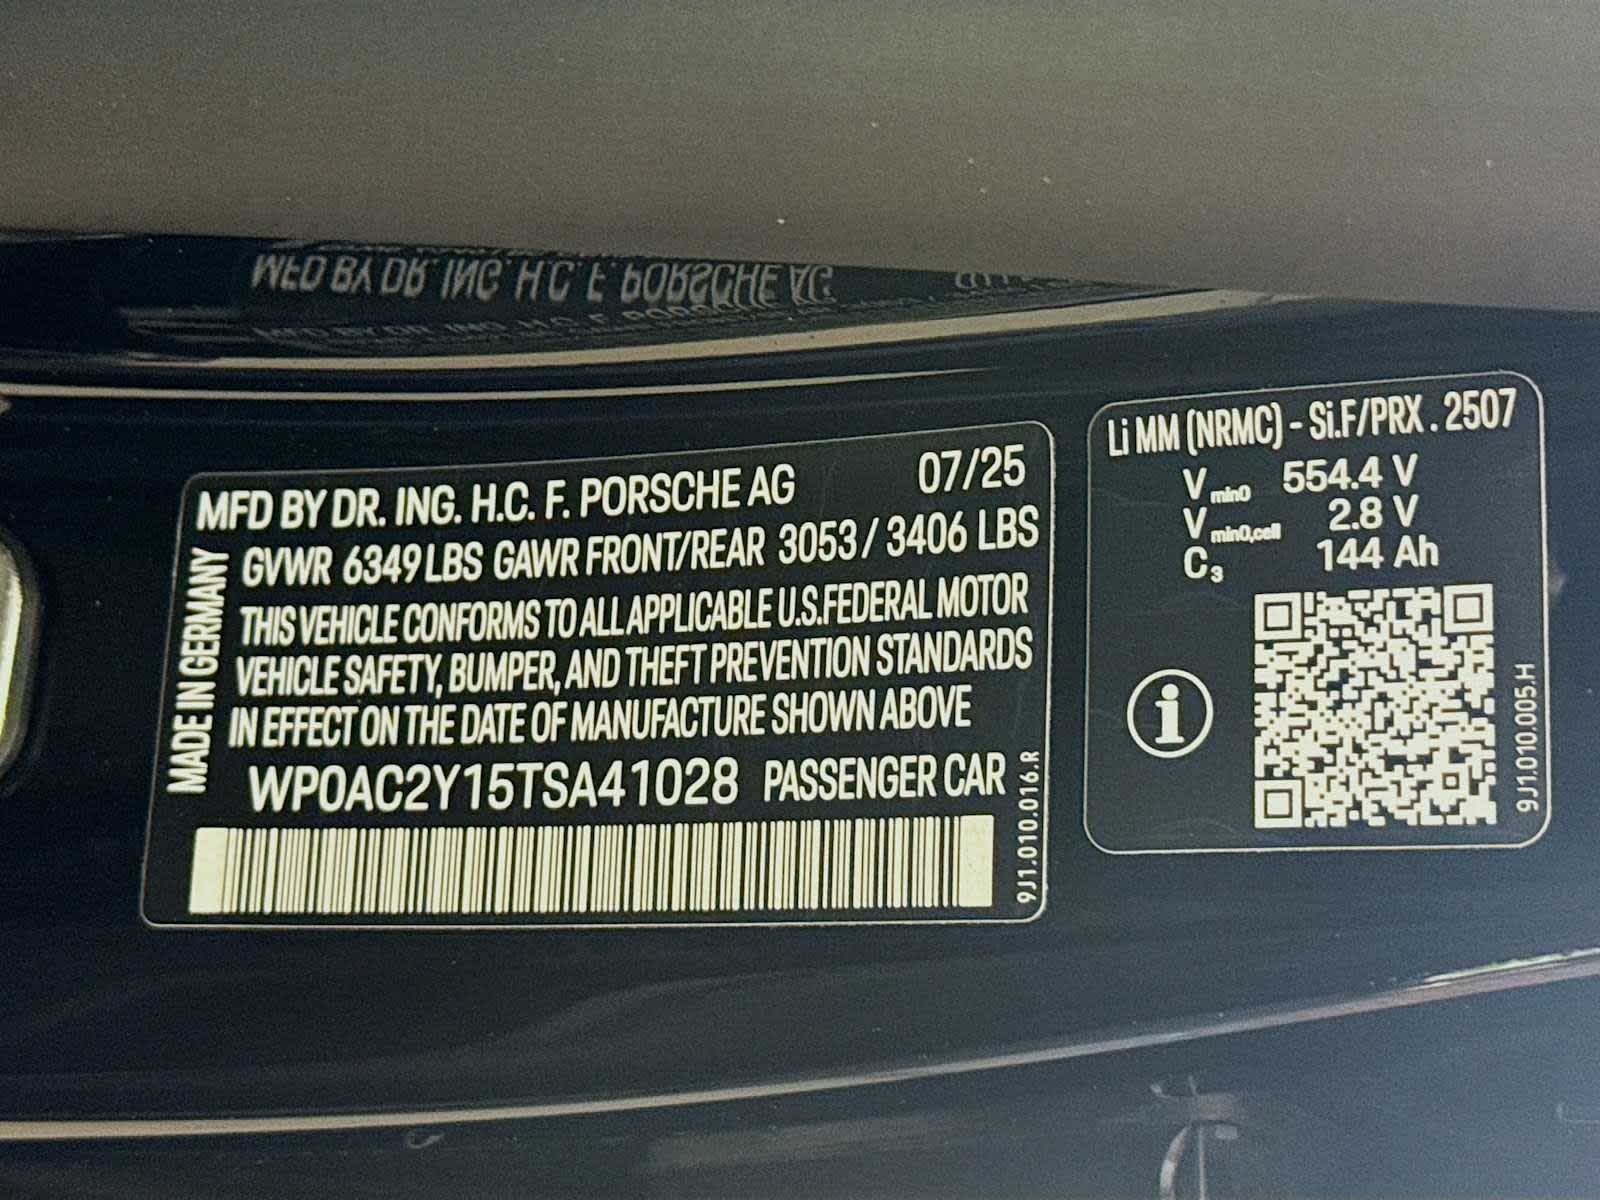 MFD BY DR. ING. H.C. F. PORSCHE AG
MFD BY DR. ING. H.C. F. PORSCHE AG 07/25
GVWR 6349 LBS GAWR FRONT/REAR 3053 / 3406 LBS
THIS VEHICLE CONFORMS TO ALL APPLICABLE U.S.FEDERAL MOTOR
VEHICLE SAFETY, BUMPER, AND THEFT PREVENTION STANDARDS
IN EFFECT ON THE DATE OF MANUFACTURE SHOWN ABOVE
WP0AC2Y15TSA41028 PASSENGER CAR
MADE IN GERMANY
9J1.010.016.R
Li MM (NRMC) - Si.F/PRX . 2507
Vmin0 554.4 V
Vmin0,cell 2.8 V
C3 144 Ah
i
9J1.010.005.H